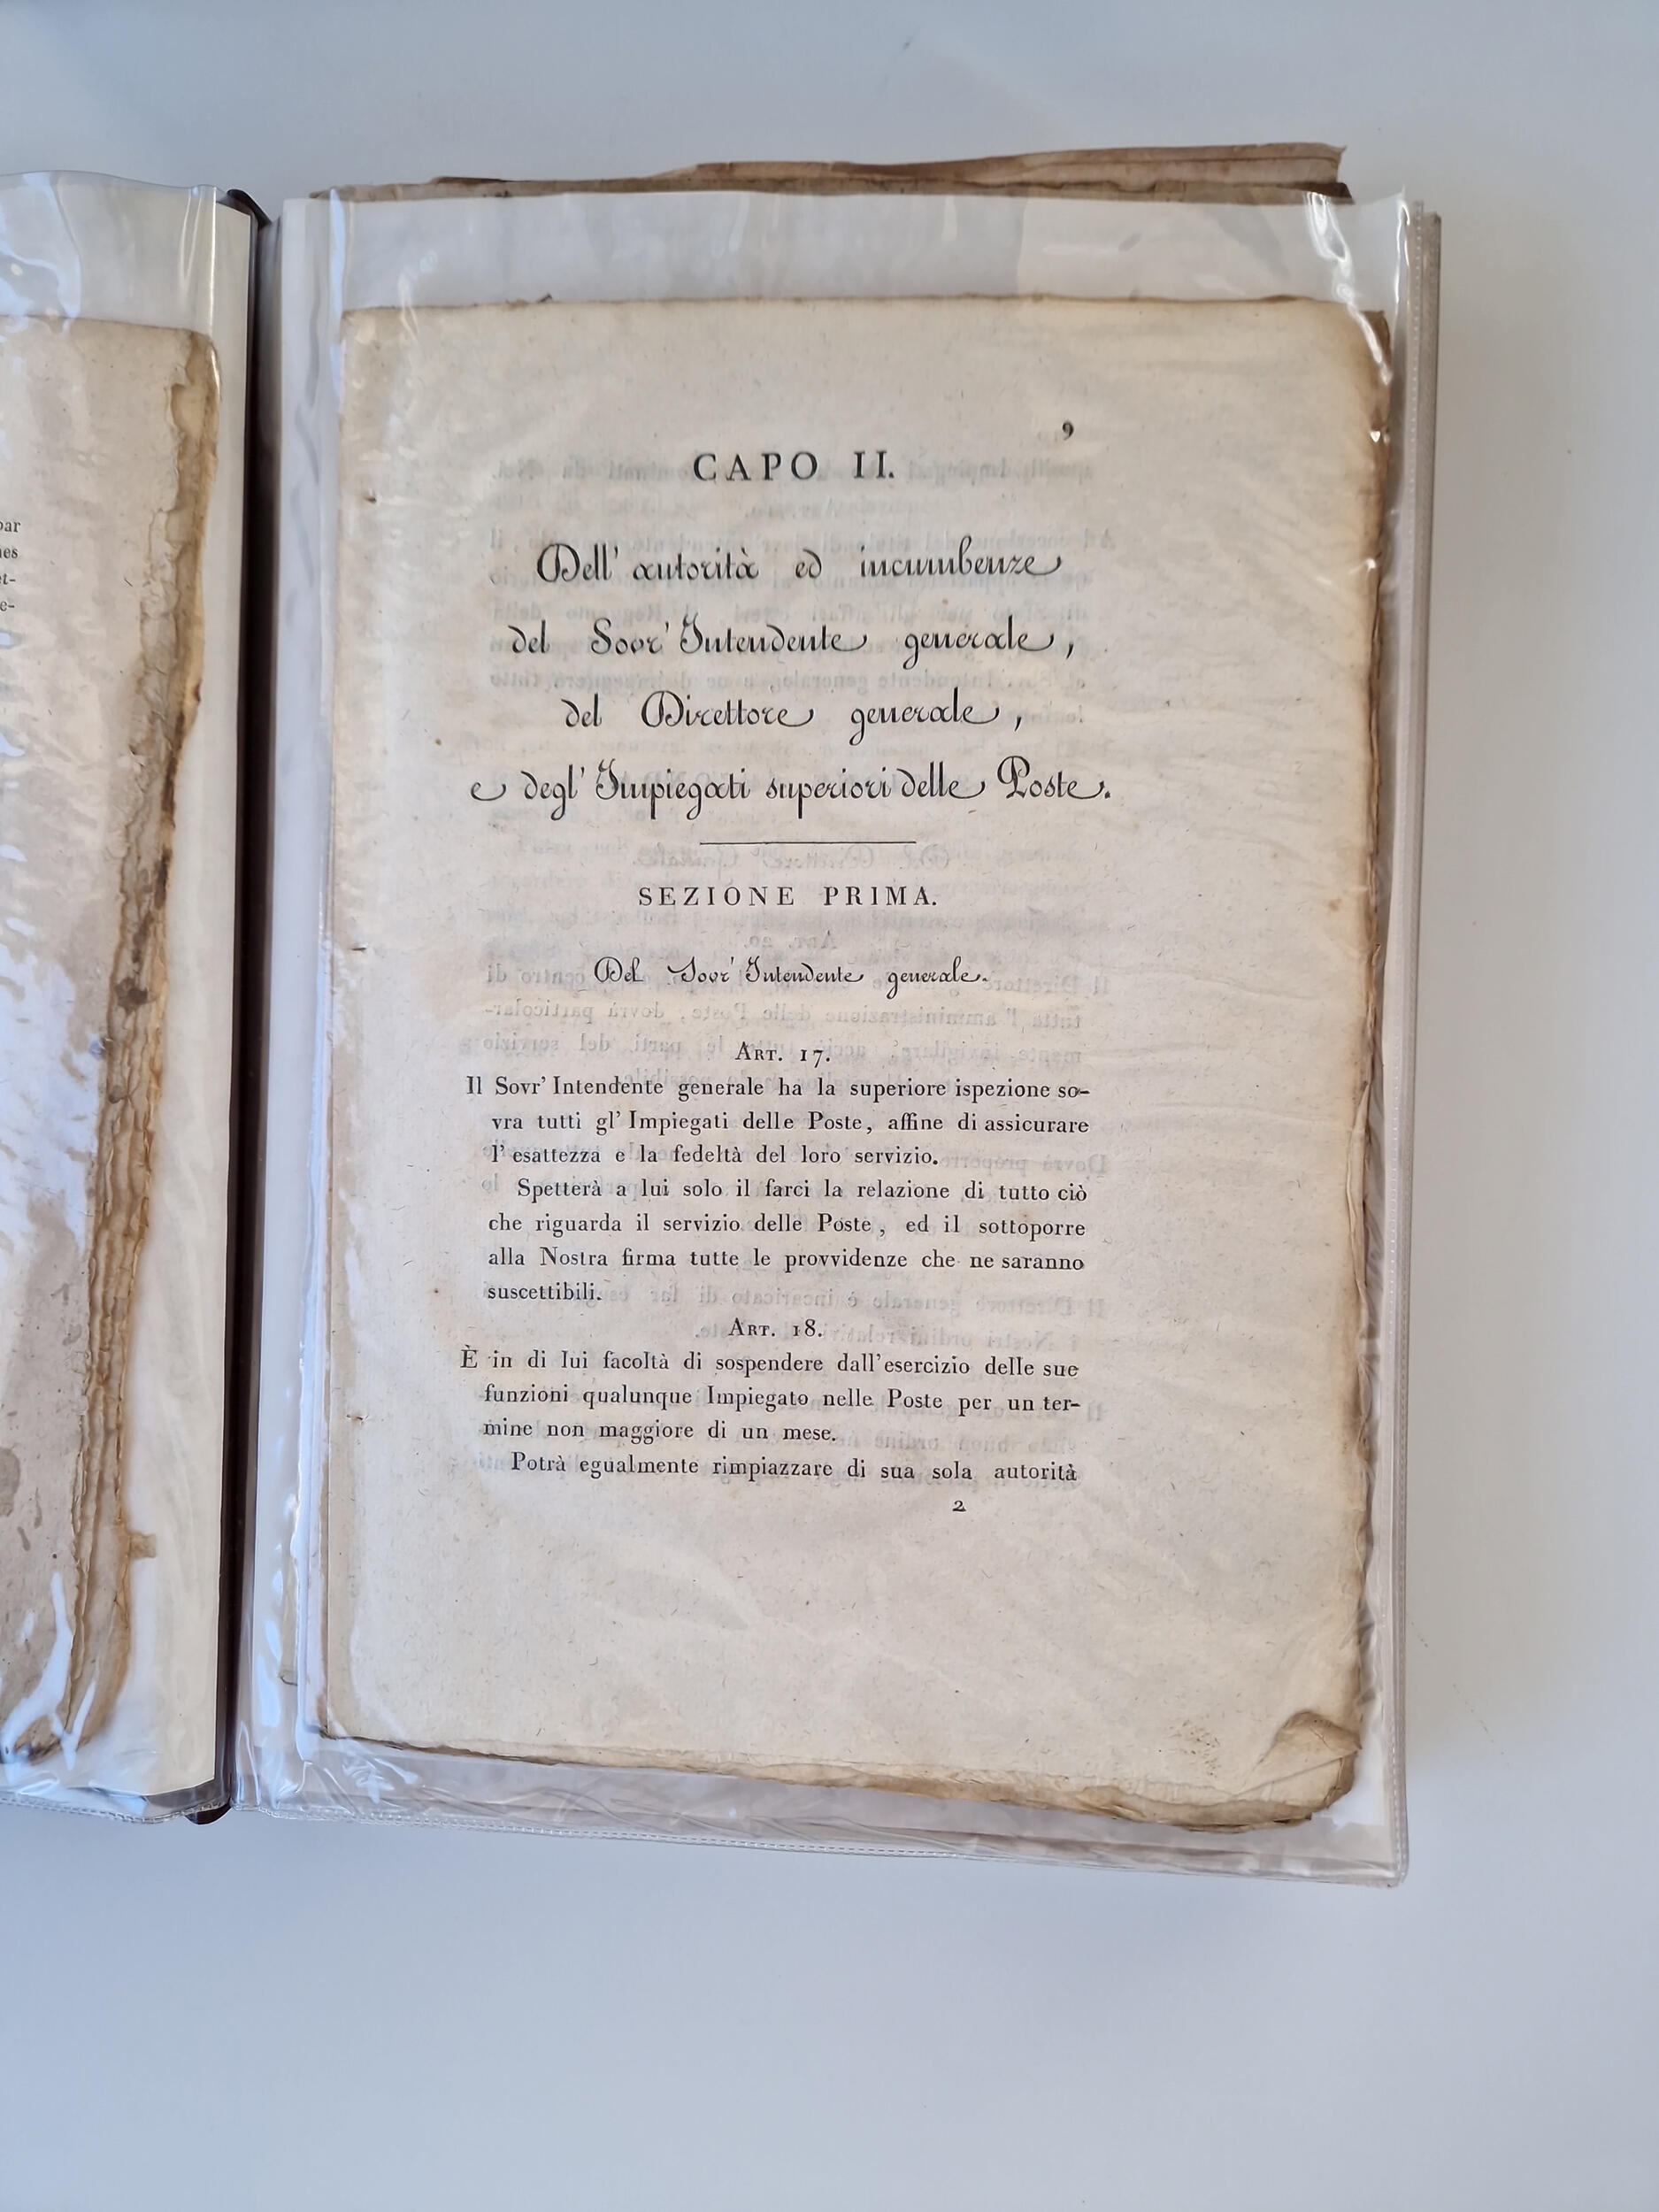 par
nes
et-
e-
9
CAPO II.
Dell' autorità ed incumbenze
del Sovr' Intendente generale,
del Direttore generale,
e degl' Impiegati superiori delle Poste.
SEZIONE PRIMA.
Del Sovr' Intendente generale.
ART. 17.
Il Sovr' Intendente generale ha la superiore ispezione so-
vra tutti gl' Impiegati delle Poste, affine di assicurare
l' esattezza e la fedeltà del loro servizio.
Spetterà a lui solo il farci la relazione di tutto ciò
che riguarda il servizio delle Poste, ed il sottoporre
alla Nostra firma tutte le provvidenze che ne saranno
suscettibili.
ART. 18.
È in di lui facoltà di sospendere dall'esercizio delle sue
funzioni qualunque Impiegato nelle Poste per un ter-
mine non maggiore di un mese.
Potrà egualmente rimpiazzare di sua sola autorità
2